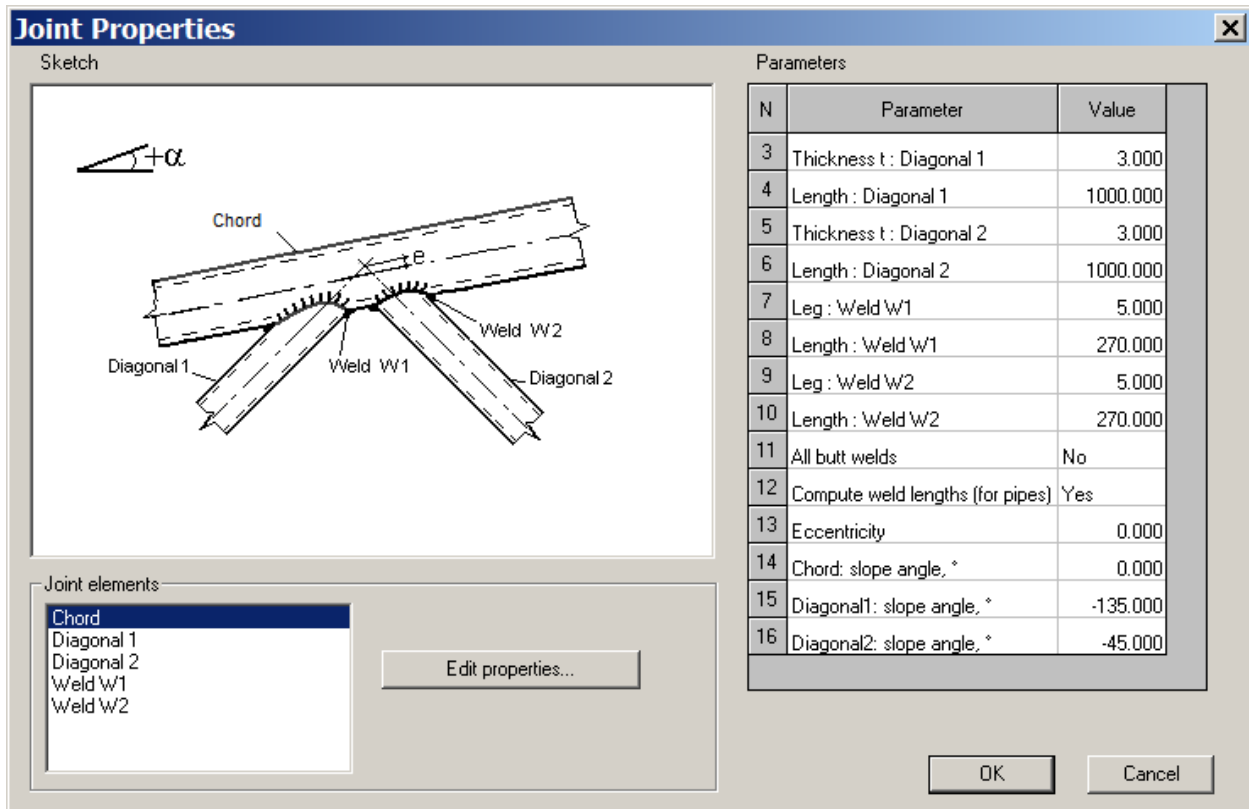 Joint Properties
Sketch
+α
Chord
e
Weld W2
Diagonal 1
Weld W1
Diagonal 2
Joint elements
Chord
Diagonal 1
Diagonal 2
Weld W1
Weld W2
Edit properties...
Parameters
N Parameter Value
3 Thickness t : Diagonal 1 3.000
4 Length : Diagonal 1 1000.000
5 Thickness t : Diagonal 2 3.000
6 Length : Diagonal 2 1000.000
7 Leg : Weld W1 5.000
8 Length : Weld W1 270.000
9 Leg : Weld W2 5.000
10 Length : Weld W2 270.000
11 All butt welds No
12 Compute weld lengths (for pipes) Yes
13 Eccentricity 0.000
14 Chord: slope angle, ° 0.000
15 Diagonal1: slope angle, ° -135.000
16 Diagonal2: slope angle, ° -45.000
OK Cancel